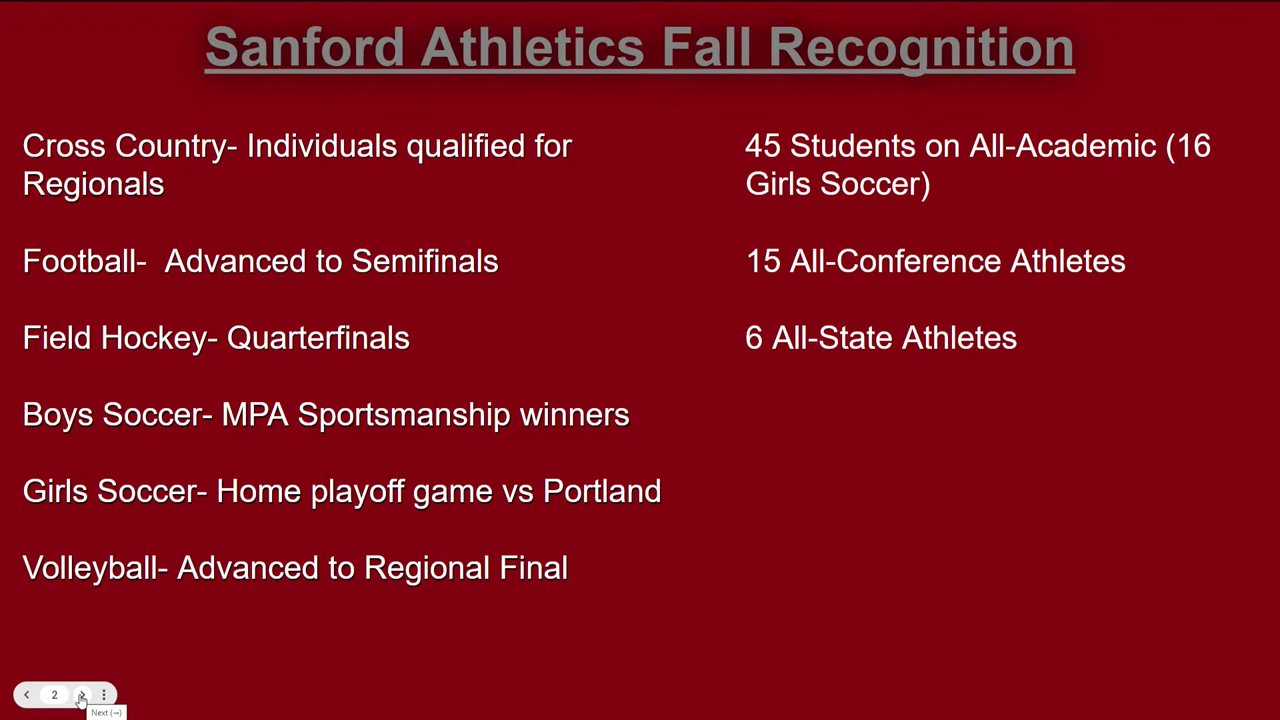 Sanford Athletics Fall Recognition
Cross Country- Individuals qualified for
Regionals
Football-  Advanced to Semifinals
Field Hockey- Quarterfinals
Boys Soccer- MPA Sportsmanship winners
Girls Soccer- Home playoff game vs Portland
Volleyball- Advanced to Regional Final
45 Students on All-Academic (16
Girls Soccer)
15 All-Conference Athletes
6 All-State Athletes
2
Next (→)